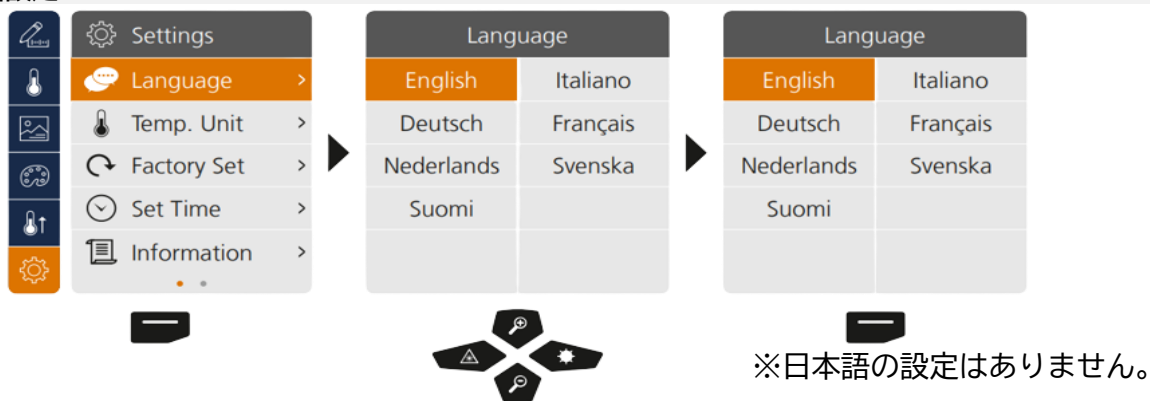 Settings
Language
Temp. Unit
Factory Set
Set Time
Information
Language
English Italiano
Deutsch Français
Nederlands Svenska
Suomi
Language
English Italiano
Deutsch Français
Nederlands Svenska
Suomi
※日本語の設定はありません。